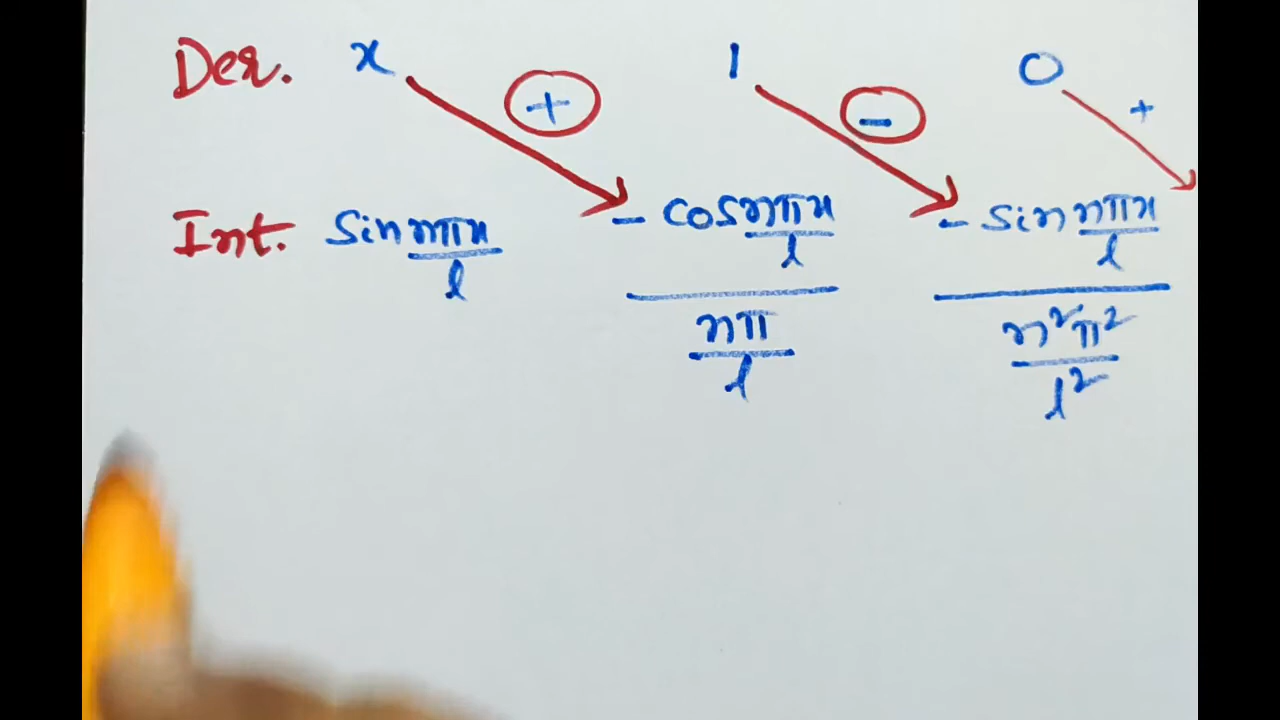 Der. x + 1 - 0 +
Int. sin nπx/l - cos nπx/l - sin nπx/l
nπ/l n²π²/l²